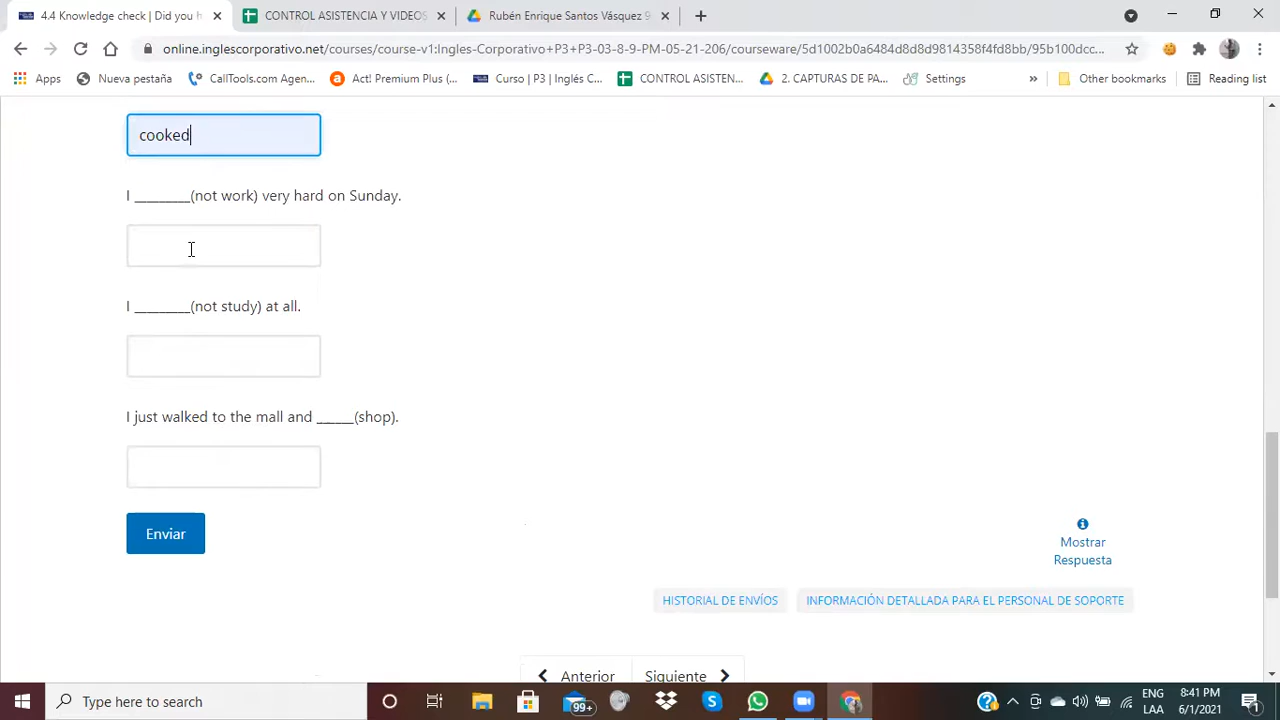 4.4 Knowledge check | Did you h
CONTROL ASISTENCIA Y VIDEOS
Rubén Enrique Santos Vásquez 9
online.inglescorporativo.net/courses/course-v1:Ingles-Corporativo+P3+P3-03-8-9-PM-05-21-206/courseware/5d1002b0a6484d8d8d9814358f4fd8bb/95b100dcc...
Apps
Nueva pestaña
CallTools.com Agen...
Act! Premium Plus (...
Curso | P3 | Inglés C...
CONTROL ASISTEN...
2. CAPTURAS DE PA...
Settings
»
Other bookmarks
Reading list
cooked
I _________(not work) very hard on Sunday.
I _________(not study) at all.
I just walked to the mall and ______(shop).
Enviar
Mostrar
Respuesta
HISTORIAL DE ENVÍOS
INFORMACIÓN DETALLADA PARA EL PERSONAL DE SOPORTE
Anterior
Siguiente
Type here to search
99+
ENG
LAA
8:41 PM
6/1/2021
1